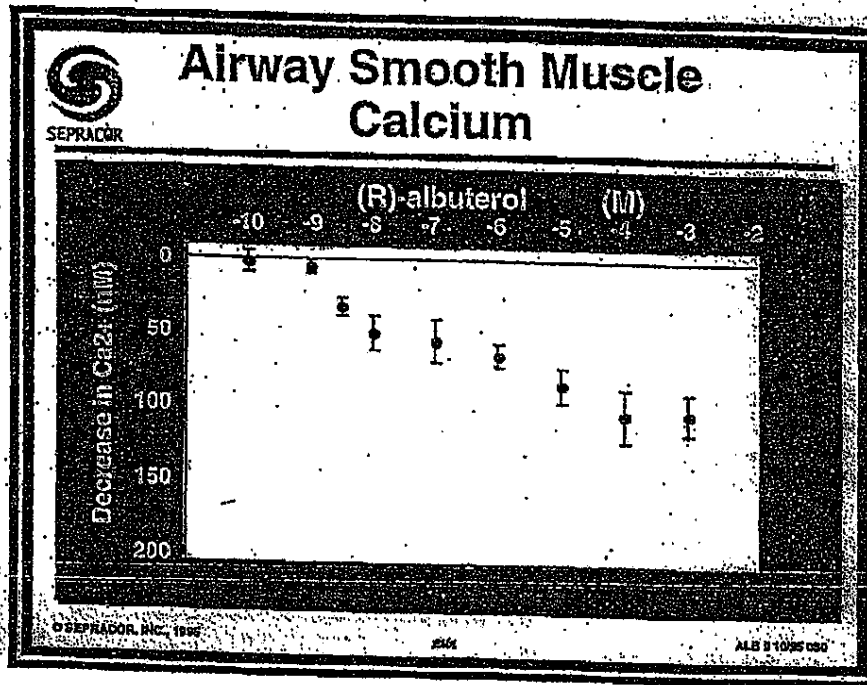 Airway Smooth Muscle
Calcium
SEPRACOR
(R)-albuterol (M)
-10 -9 -8 -7 -6 -5 -4 -3 -2
Decrease in Ca2+ (nM)
0
50
100
150
200
© SEPRACOR, INC., 1995